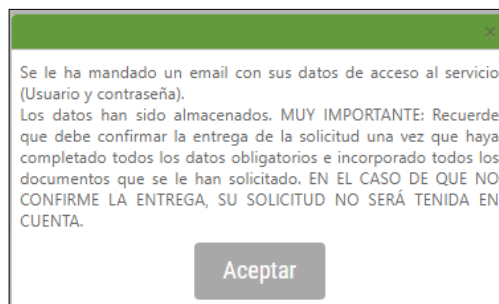 Se le ha mandado un email con sus datos de acceso al servicio
(Usuario y contraseña).
Los datos han sido almacenados. MUY IMPORTANTE: Recuerde
que debe confirmar la entrega de la solicitud una vez que haya
completado todos los datos obligatorios e incorporado todos los
documentos que se le han solicitado. EN EL CASO DE QUE NO
CONFIRME LA ENTREGA, SU SOLICITUD NO SERÁ TENIDA EN
CUENTA.
Aceptar